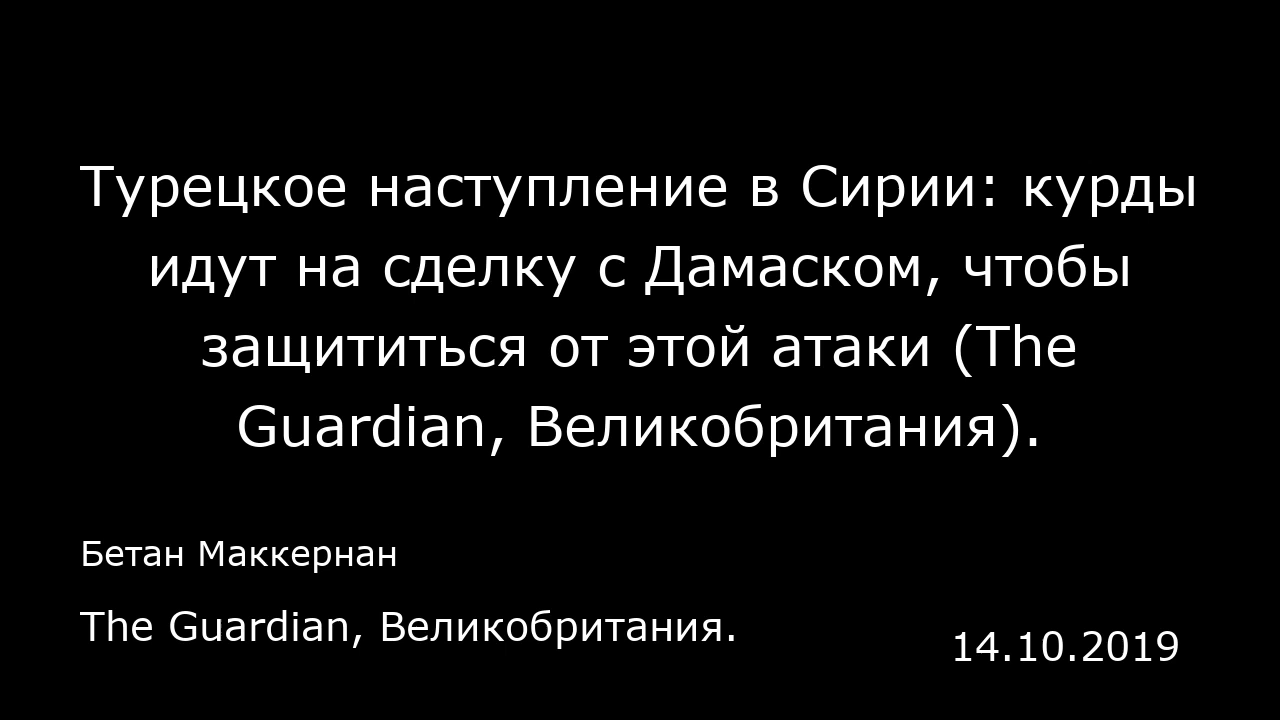 Турецкое наступление в Сирии: курды
идут на сделку с Дамаском, чтобы
защититься от этой атаки (The
Guardian, Великобритания).
Бетан Маккернан
The Guardian, Великобритания.
14.10.2019